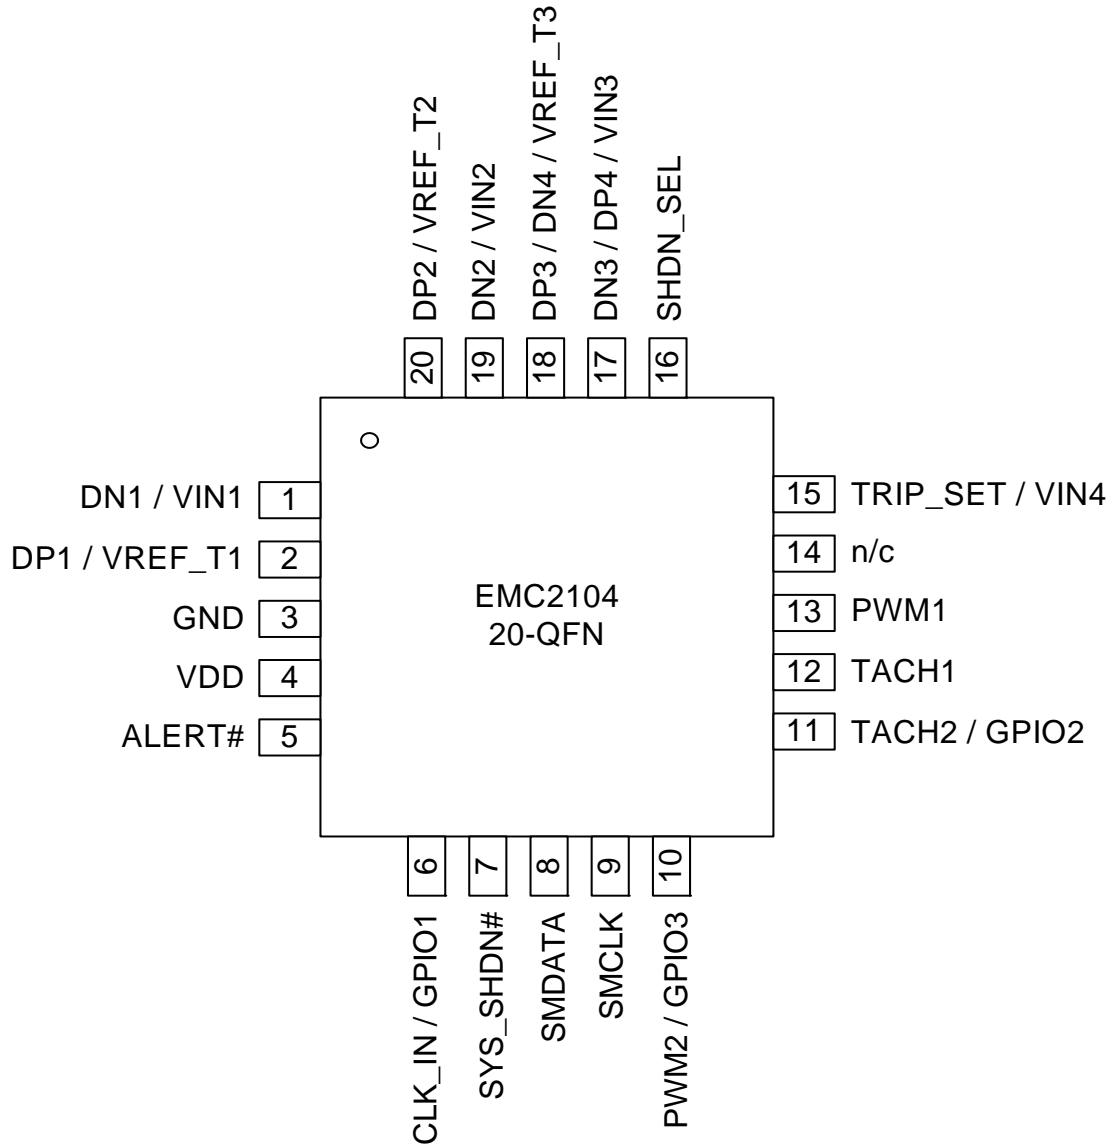 DP2 / VREF_T2
DN2 / VIN2
DP3 / DN4 / VREF_T3
DN3 / DP4 / VIN3
SHDN_SEL
20
19
18
17
16
DN1 / VIN1
1
DP1 / VREF_T1
2
GND
3
VDD
4
ALERT#
5
EMC2104
20-QFN
15
TRIP_SET / VIN4
14
n/c
13
PWM1
12
TACH1
11
TACH2 / GPIO2
6
7
8
9
10
CLK_IN / GPIO1
SYS_SHDN#
SMDATA
SMCLK
PWM2 / GPIO3